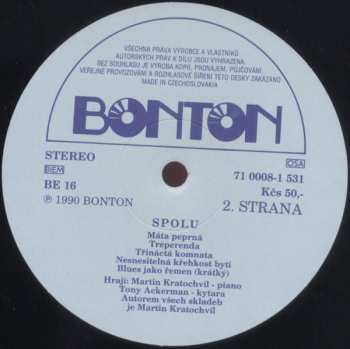 VŠECHNA PRÁVA VÝROBCE A VLASTNÍKŮ
AUTORSKÝCH PRÁV K DÍLU JSOU VYHRAZENA.
BEZ SOUHLASU JE VÝROBA KOPIÍ, PRONÁJEM, PŮJČOVÁNÍ,
VEŘEJNÉ PROVOZOVÁNÍ A ROZHLASOVÉ ŠÍŘENÍ TÉTO DESKY ZAKÁZÁNO
MADE IN CZECHOSLOVAKIA
BONTON
STEREO
OSA
BIEM
71 0008-1 531
BE 16
Kčs 50,-
℗ 1990 BONTON
2. STRANA
SPOLU
Máta peprná
Treperenda
Třináctá komnata
Nesnesitelná křehkost bytí
Blues jako řemen (krátký)
Hrají: Martin Kratochvíl - piano
Tony Ackerman - kytara
Autorem všech skladeb
je Martin Kratochvíl